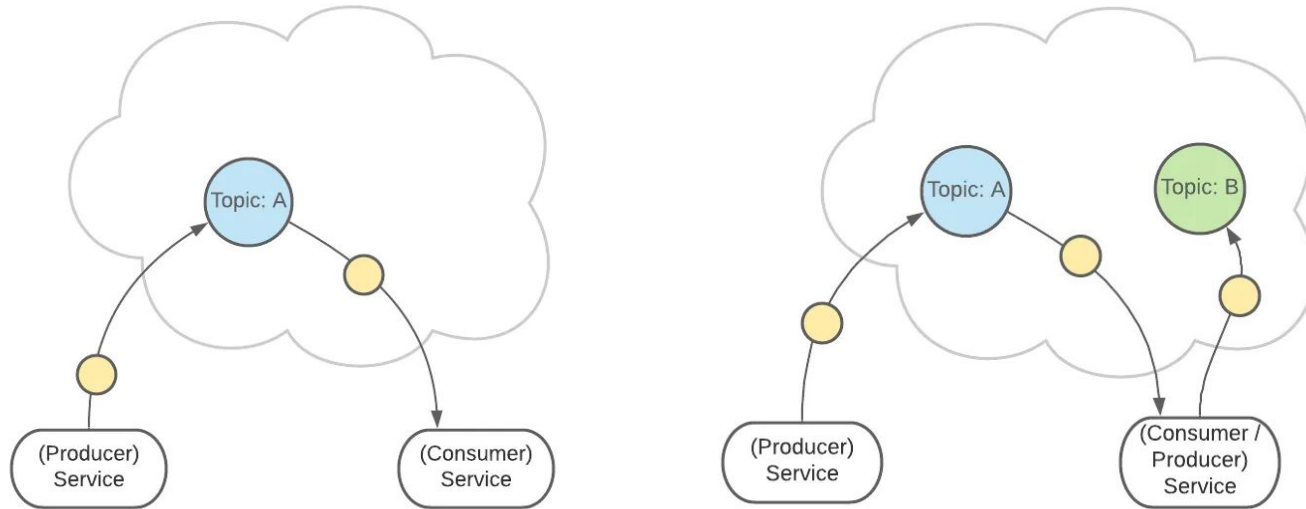 Topic: A
(Producer)
Service
(Consumer)
Service
Topic: A
Topic: B
(Producer)
Service
(Consumer /
Producer)
Service